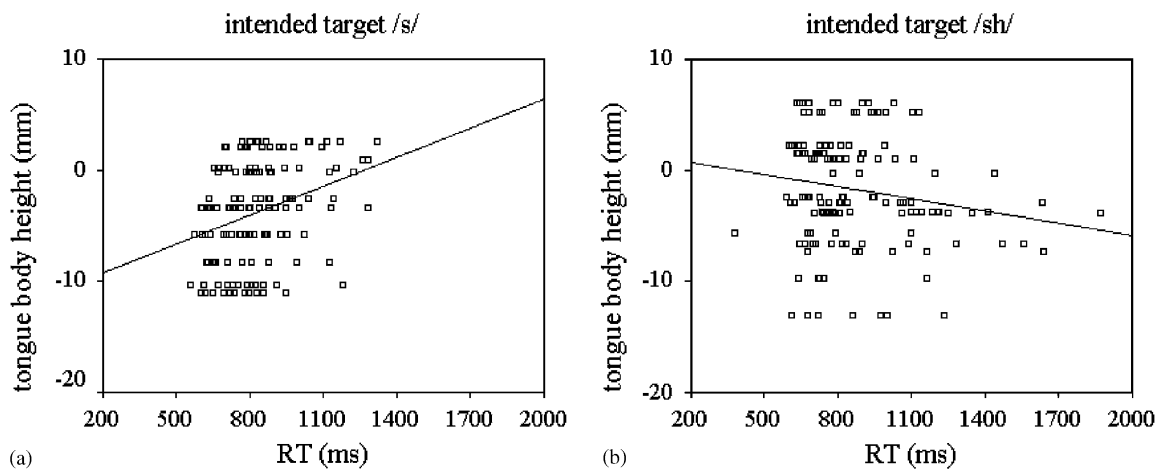 intended target /s/
10
0
-10
-20
tongue body height (mm)
200 500 800 1100 1400 1700 2000
RT (ms)
(a)
intended target /sh/
10
0
-10
-20
tongue body height (mm)
200 500 800 1100 1400 1700 2000
RT (ms)
(b)